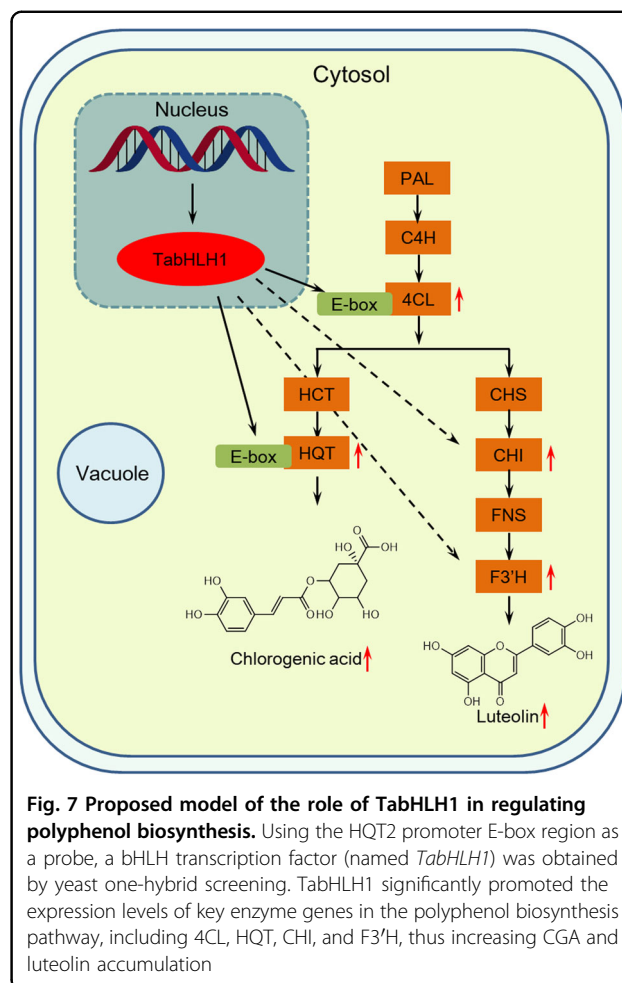 Cytosol
Nucleus
TabHLH1
PAL
C4H
E-box 4CL
HCT CHS
E-box HQT CHI
Vacuole
FNS
F3'H
HO O OH
HO
HO
O O HO OH
OH
Chlorogenic acid
OH
HO O OH
OH O
Luteolin
Fig. 7 Proposed model of the role of TabHLH1 in regulating
polyphenol biosynthesis. Using the HQT2 promoter E-box region as
a probe, a bHLH transcription factor (named TabHLH1) was obtained
by yeast one-hybrid screening. TabHLH1 significantly promoted the
expression levels of key enzyme genes in the polyphenol biosynthesis
pathway, including 4CL, HQT, CHI, and F3′H, thus increasing CGA and
luteolin accumulation